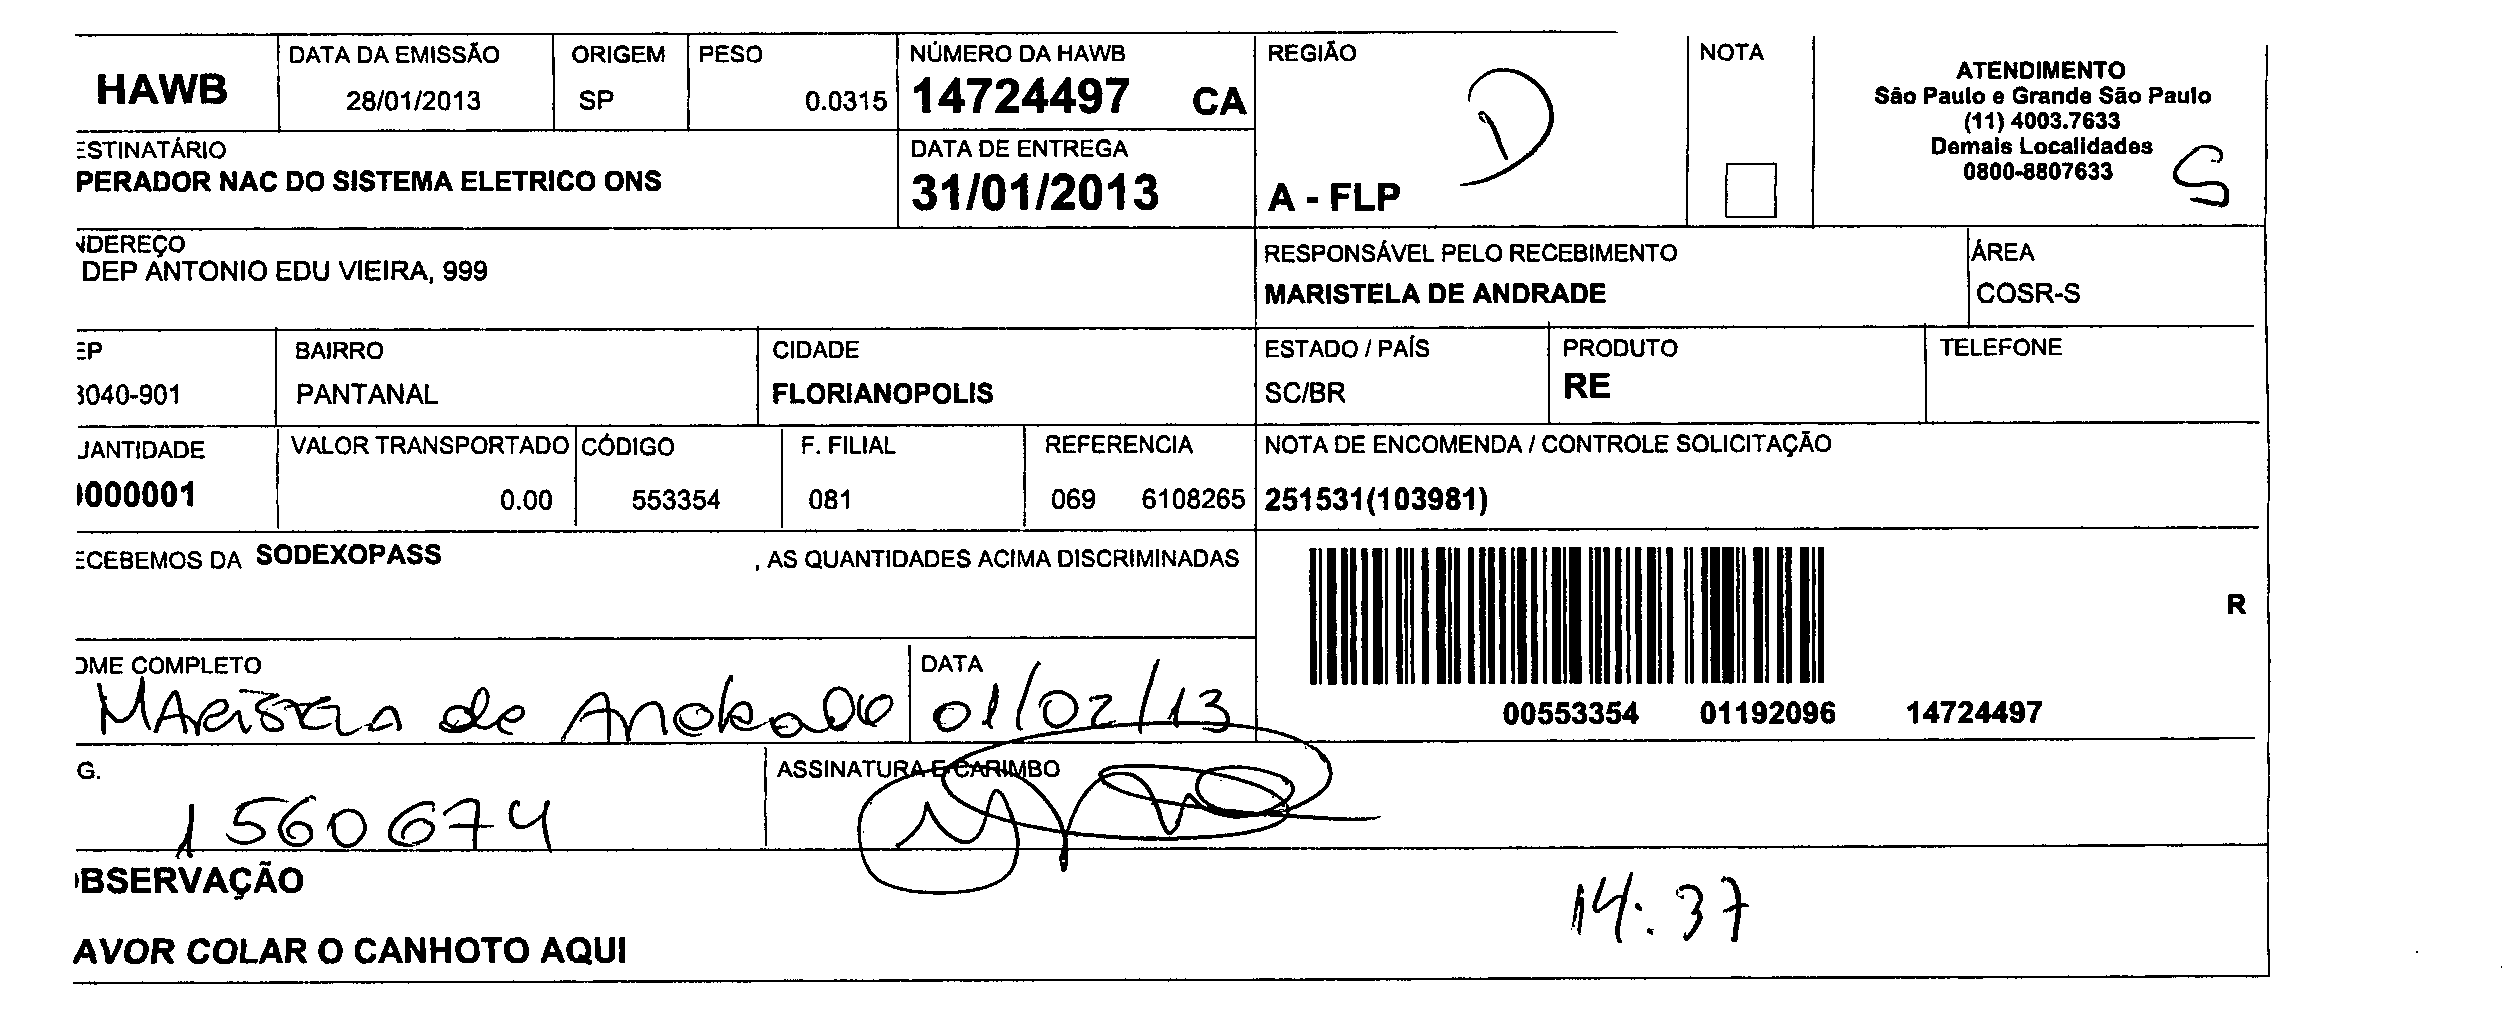 HAWB
DATA DA EMISSÃO
28/01/2013
ORIGEM
SP
PESO
0.0315
NÚMERO DA HAWB
14724497 CA
REGIÃO
D
A - FLP
NOTA
ATENDIMENTO
São Paulo e Grande São Paulo
(11) 4003.7633
Demais Localidades
0800-8807633
S
ESTINATÁRIO
PERADOR NAC DO SISTEMA ELETRICO ONS
DATA DE ENTREGA
31/01/2013
NDEREÇO
DEP ANTONIO EDU VIEIRA, 999
RESPONSÁVEL PELO RECEBIMENTO
MARISTELA DE ANDRADE
ÁREA
COSR-S
EP
8040-901
BAIRRO
PANTANAL
CIDADE
FLORIANOPOLIS
ESTADO / PAÍS
SC/BR
PRODUTO
RE
TELEFONE
UANTIDADE
0000001
VALOR TRANSPORTADO
0.00
CÓDIGO
553354
F. FILIAL
081
REFERENCIA
069 6108265
NOTA DE ENCOMENDA / CONTROLE SOLICITAÇÃO
251531(103981)
ECEBEMOS DA SODEXOPASS , AS QUANTIDADES ACIMA DISCRIMINADAS
R
00553354 01192096 14724497
OME COMPLETO
Maristela de Andrade
DATA
01/02/13
G.
1560674
ASSINATURA E CARIMBO
BSERVAÇÃO
14:37
AVOR COLAR O CANHOTO AQUI